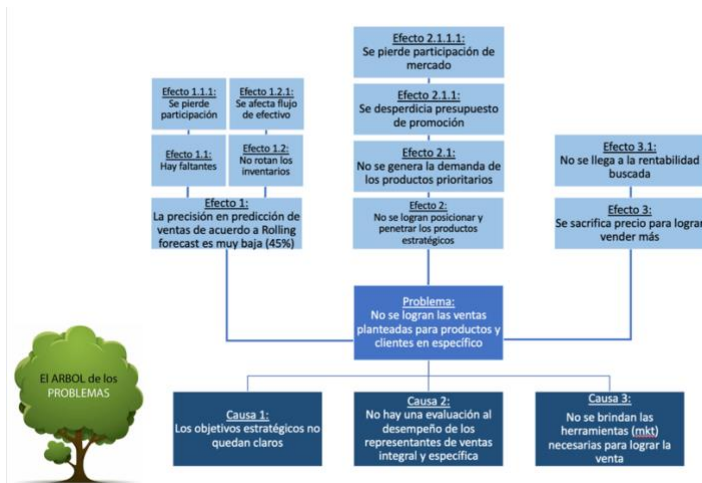 Efecto 2.1.1.1:
Se pierde participación de
mercado
Efecto 1.1.1:
Se pierde
participación
Efecto 1.2.1:
Se afecta flujo
de efectivo
Efecto 2.1.1:
Se desperdicia presupuesto
de promoción
Efecto 1.1:
Hay faltantes
Efecto 1.2:
No rotan los
inventarios
Efecto 2.1:
No se genera la demanda de
los productos prioritarios
Efecto 3.1:
No se llega a la rentabilidad
buscada
Efecto 1:
La precisión en predicción de
ventas de acuerdo a Rolling
forecast es muy baja (45%)
Efecto 2:
No se logran posicionar y
penetrar los productos
estratégicos
Efecto 3:
Se sacrifica precio para lograr
vender más
Problema:
No se logran las ventas
planteadas para productos y
clientes en específico
El ARBOL de los
PROBLEMAS
Causa 1:
Los objetivos estratégicos no
quedan claros
Causa 2:
No hay una evaluación al
desempeño de los
representantes de ventas
integral y específica
Causa 3:
No se brindan las
herramientas (mkt)
necesarias para lograr la
venta